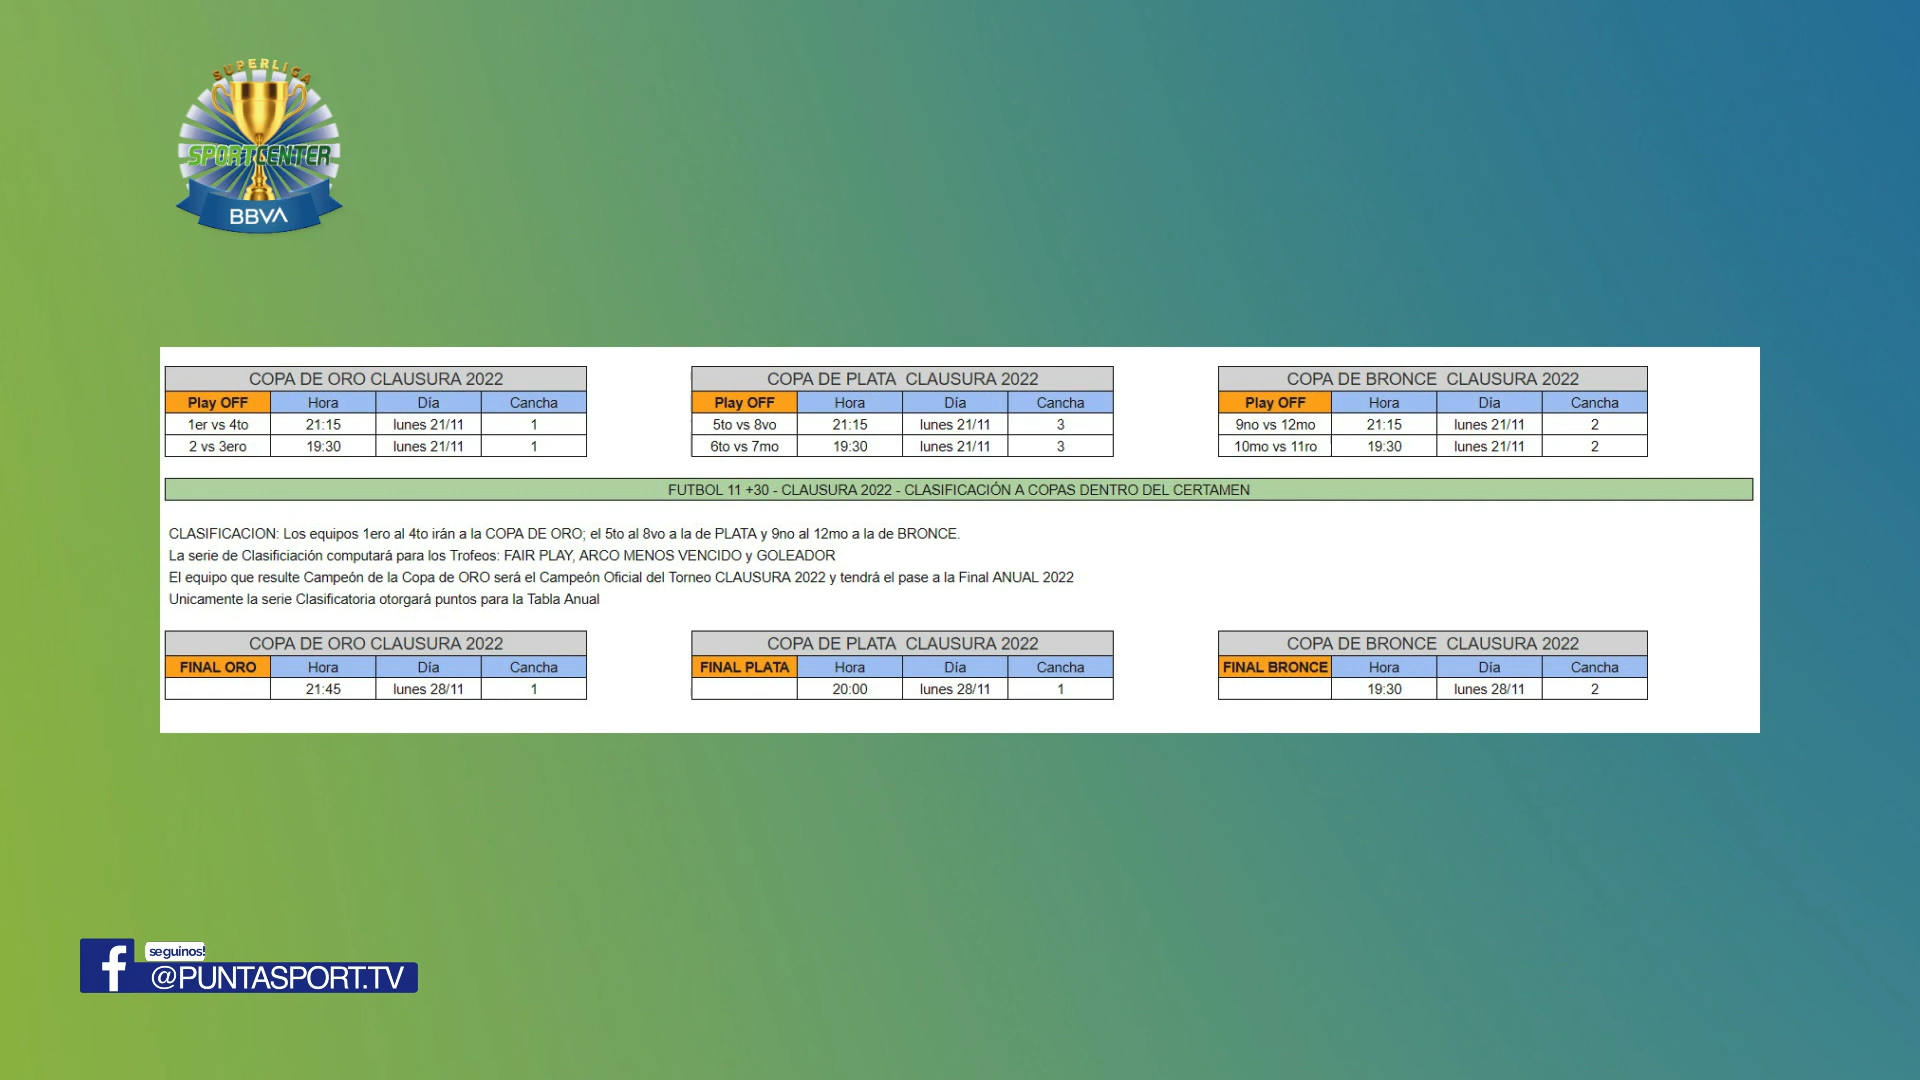 SUPERLIGA
SPORTCENTER
BBVA
COPA DE ORO CLAUSURA 2022
Play OFF Hora Día Cancha
1er vs 4to 21:15 lunes 21/11 1
2 vs 3ero 19:30 lunes 21/11 1
COPA DE PLATA CLAUSURA 2022
Play OFF Hora Día Cancha
5to vs 8vo 21:15 lunes 21/11 3
6to vs 7mo 19:30 lunes 21/11 3
COPA DE BRONCE CLAUSURA 2022
Play OFF Hora Día Cancha
9no vs 12mo 21:15 lunes 21/11 2
10mo vs 11ro 19:30 lunes 21/11 2
FUTBOL 11 +30 - CLAUSURA 2022 - CLASIFICACIÓN A COPAS DENTRO DEL CERTAMEN
CLASIFICACION: Los equipos 1ero al 4to irán a la COPA DE ORO; el 5to al 8vo a la de PLATA y 9no al 12mo a la de BRONCE.
La serie de Clasificiación computará para los Trofeos: FAIR PLAY, ARCO MENOS VENCIDO y GOLEADOR
El equipo que resulte Campeón de la Copa de ORO será el Campeón Oficial del Torneo CLAUSURA 2022 y tendrá el pase a la Final ANUAL 2022
Unicamente la serie Clasificatoria otorgará puntos para la Tabla Anual
COPA DE ORO CLAUSURA 2022
FINAL ORO Hora Día Cancha
21:45 lunes 28/11 1
COPA DE PLATA CLAUSURA 2022
FINAL PLATA Hora Día Cancha
20:00 lunes 28/11 1
COPA DE BRONCE CLAUSURA 2022
FINAL BRONCE Hora Día Cancha
19:30 lunes 28/11 2
seguinos!
@PUNTASPORT.TV